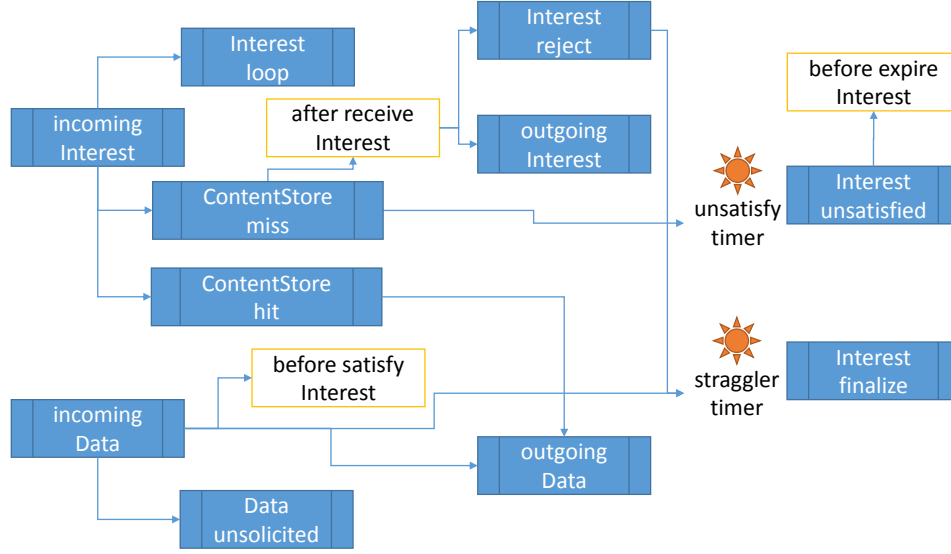 Interest
loop
Interest
reject
before expire
Interest
incoming
Interest
after receive
Interest
outgoing
Interest
ContentStore
miss
unsatisfy
timer
Interest
unsatisfied
ContentStore
hit
before satisfy
Interest
straggler
timer
Interest
finalize
incoming
Data
outgoing
Data
Data
unsolicited